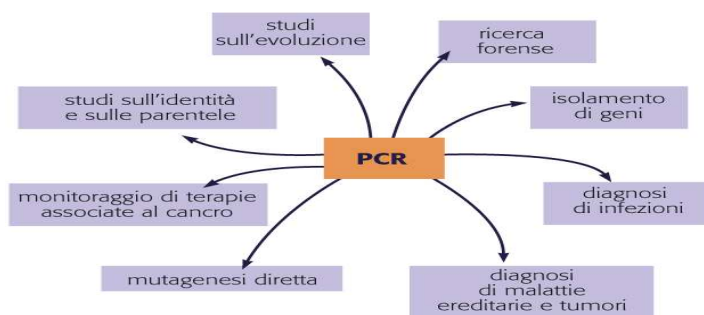 studi
sull'evoluzione
ricerca
forense
studi sull'identità
e sulle parentele
isolamento
di geni
PCR
monitoraggio di terapie
associate al cancro
diagnosi
di infezioni
mutagenesi diretta
diagnosi
di malattie
ereditarie e tumori